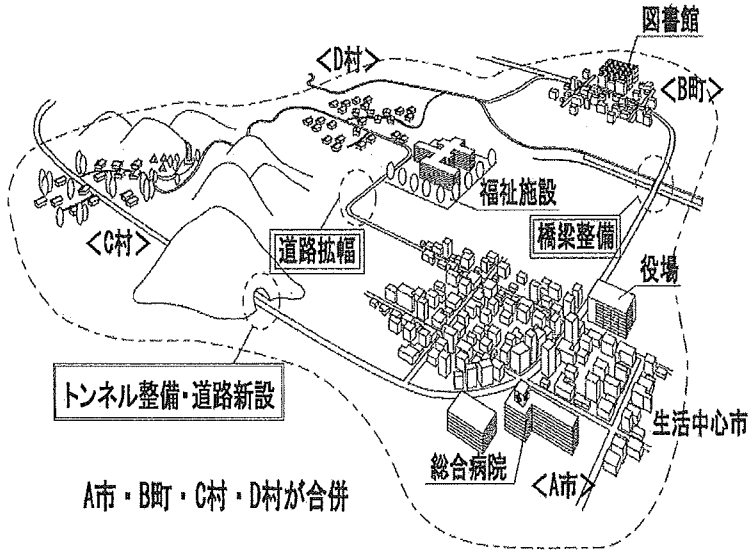 図書館
<D村>
<B町>
福祉施設
<C村>
道路拡幅
橋梁整備
役場
トンネル整備・道路新設
生活中心市
総合病院
<A市>
A市・B町・C村・D村が合併